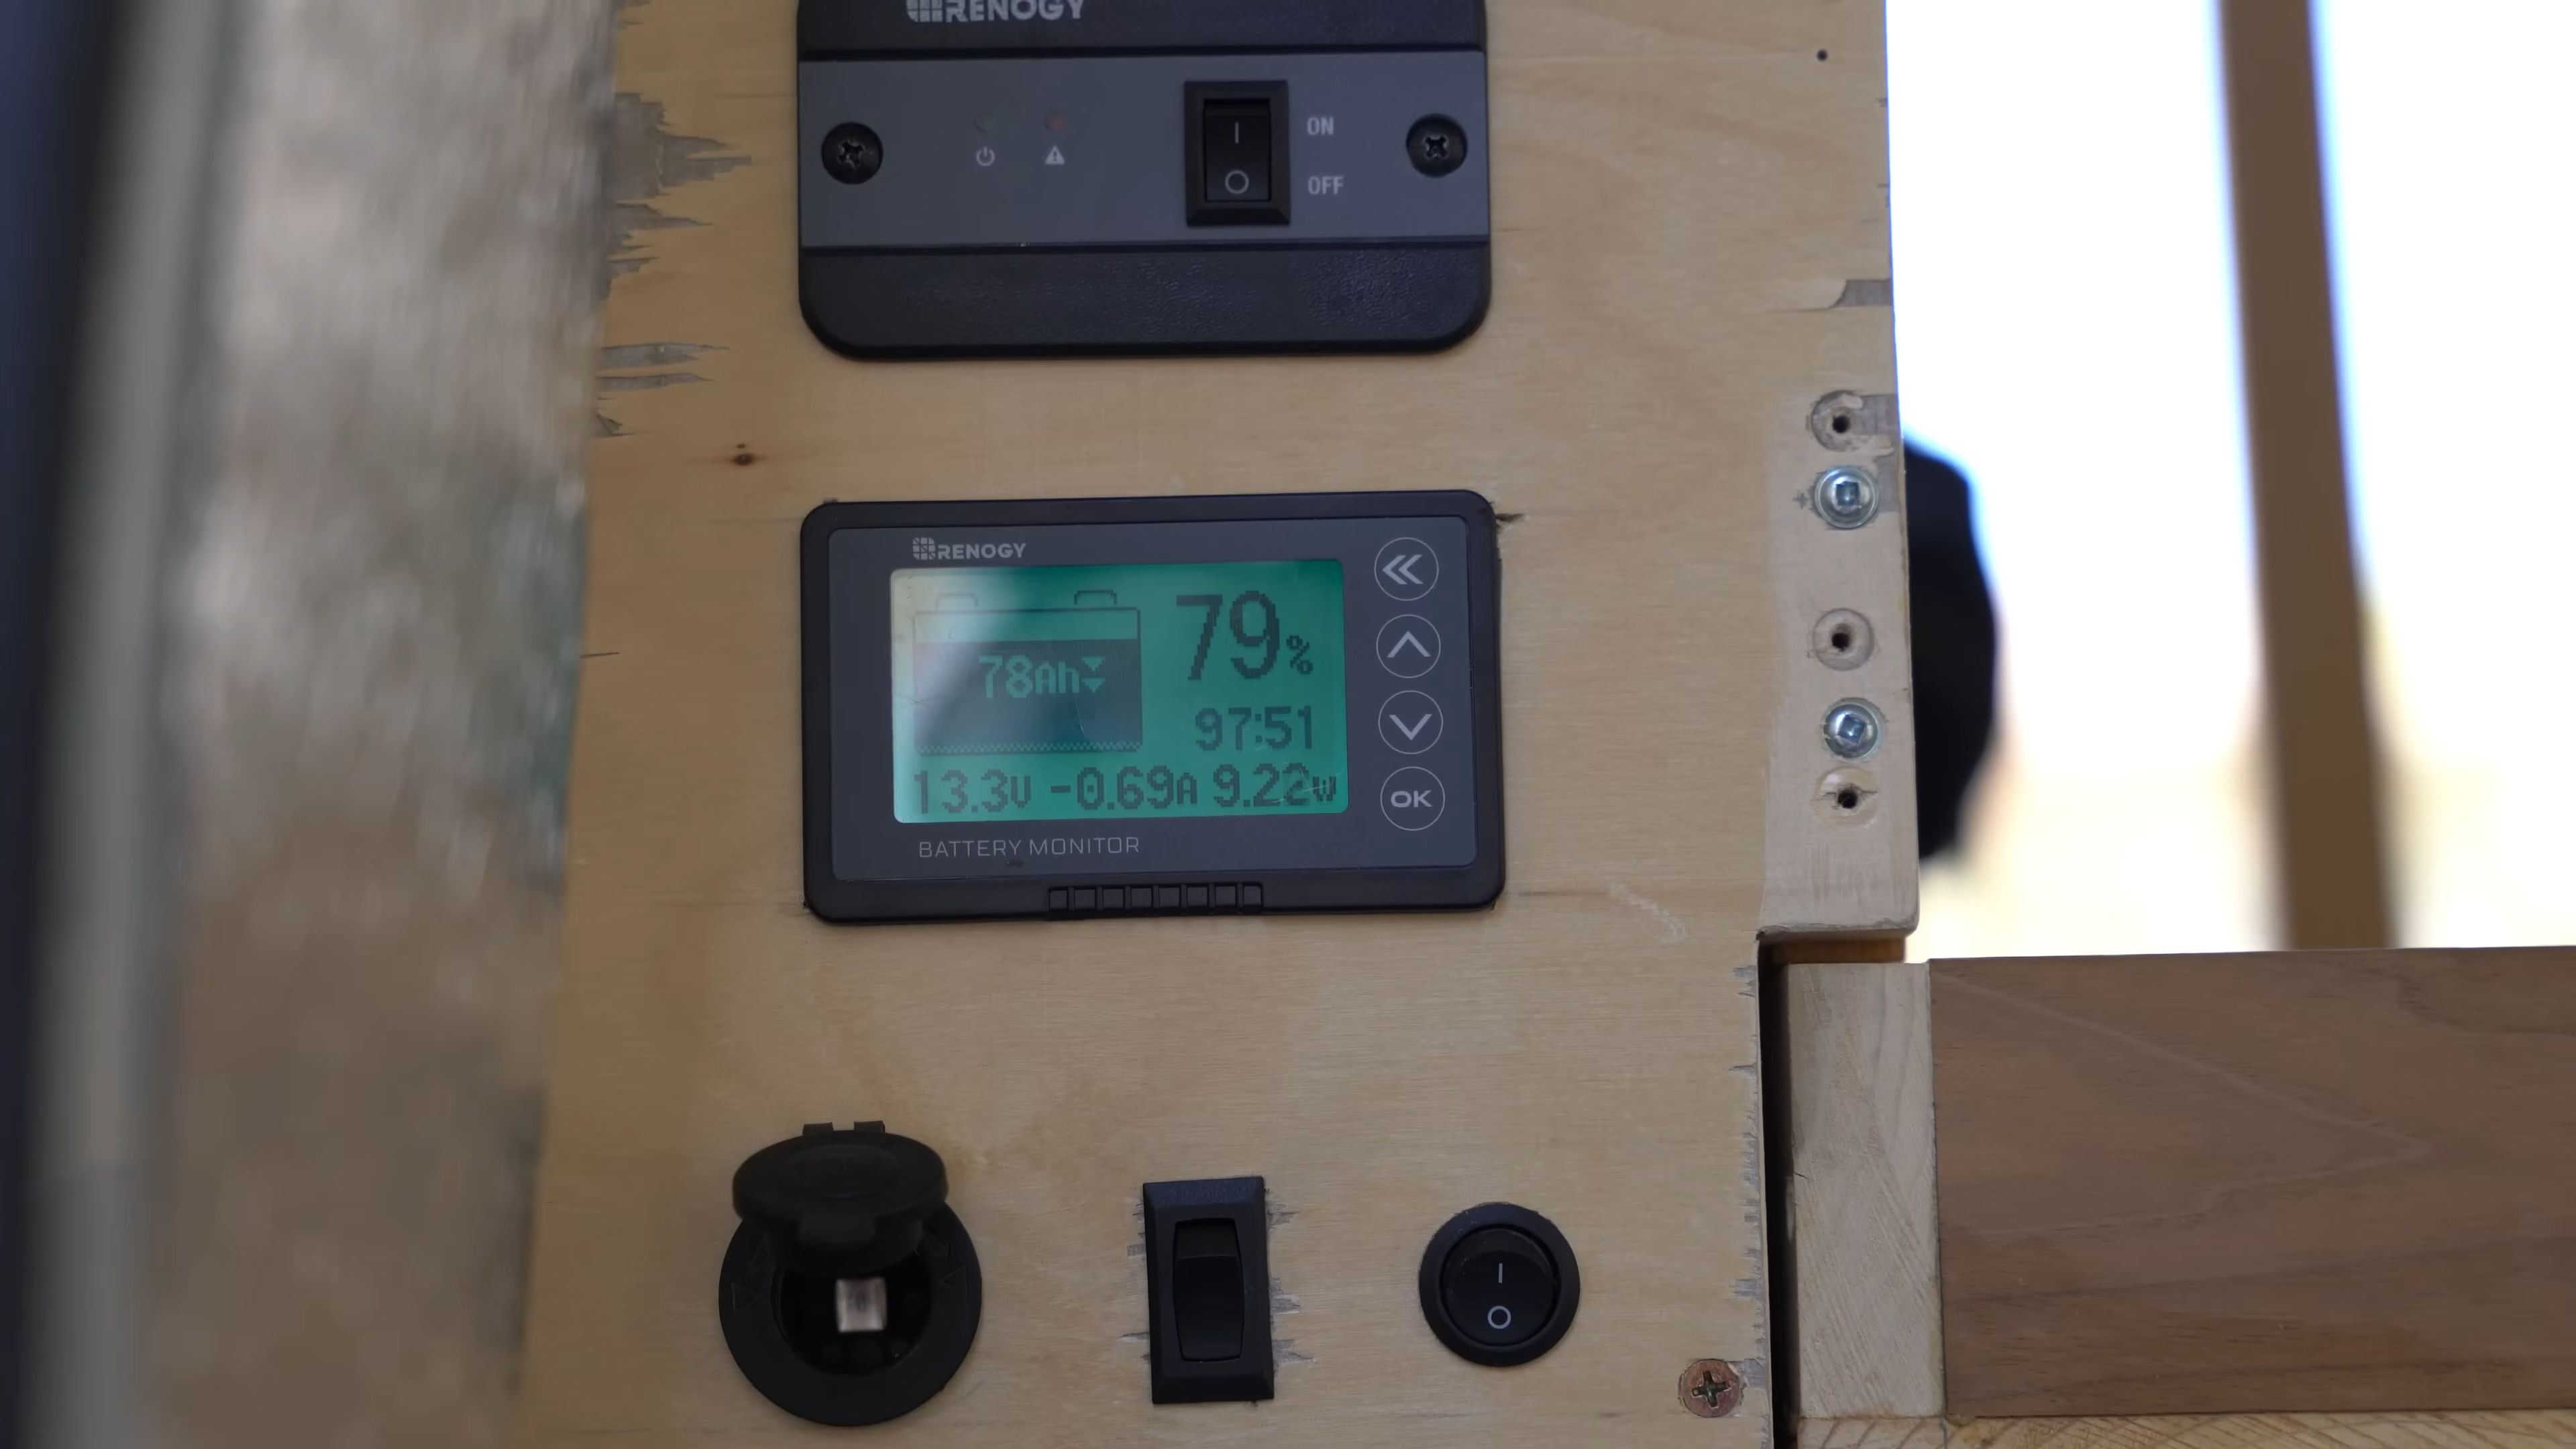 RENOGY
I
ON
O
OFF
RENOGY
78Ah
79%
97:51
13.3V -0.69A 9.22W
OK
BATTERY MONITOR
I
O